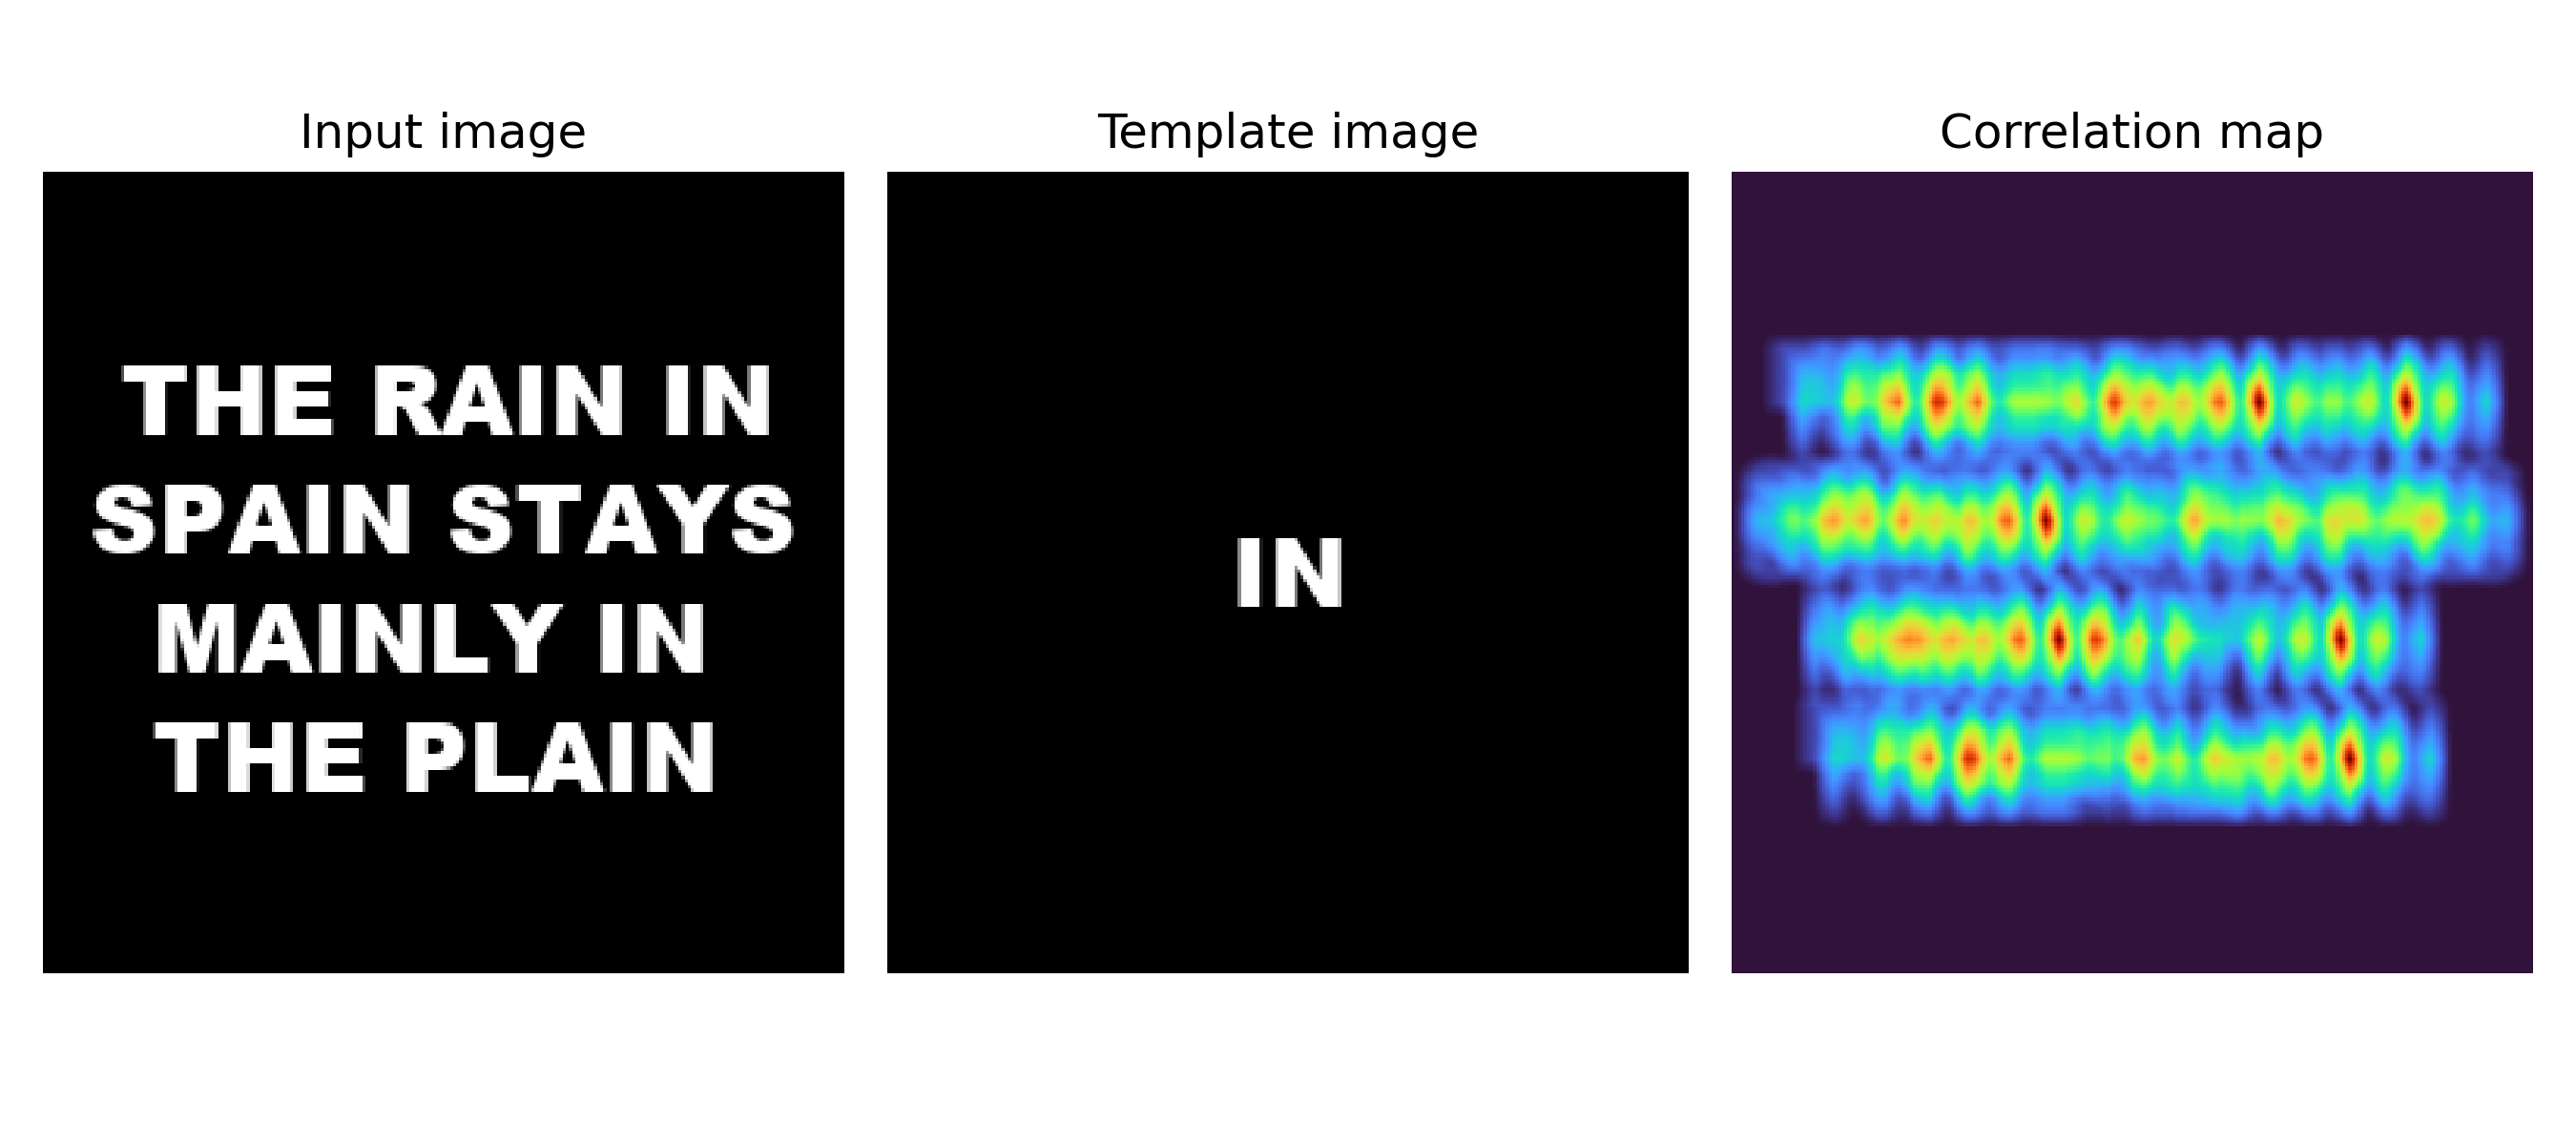 Input image
Template image
Correlation map
THE RAIN IN
SPAIN STAYS
MAINLY IN
THE PLAIN
IN